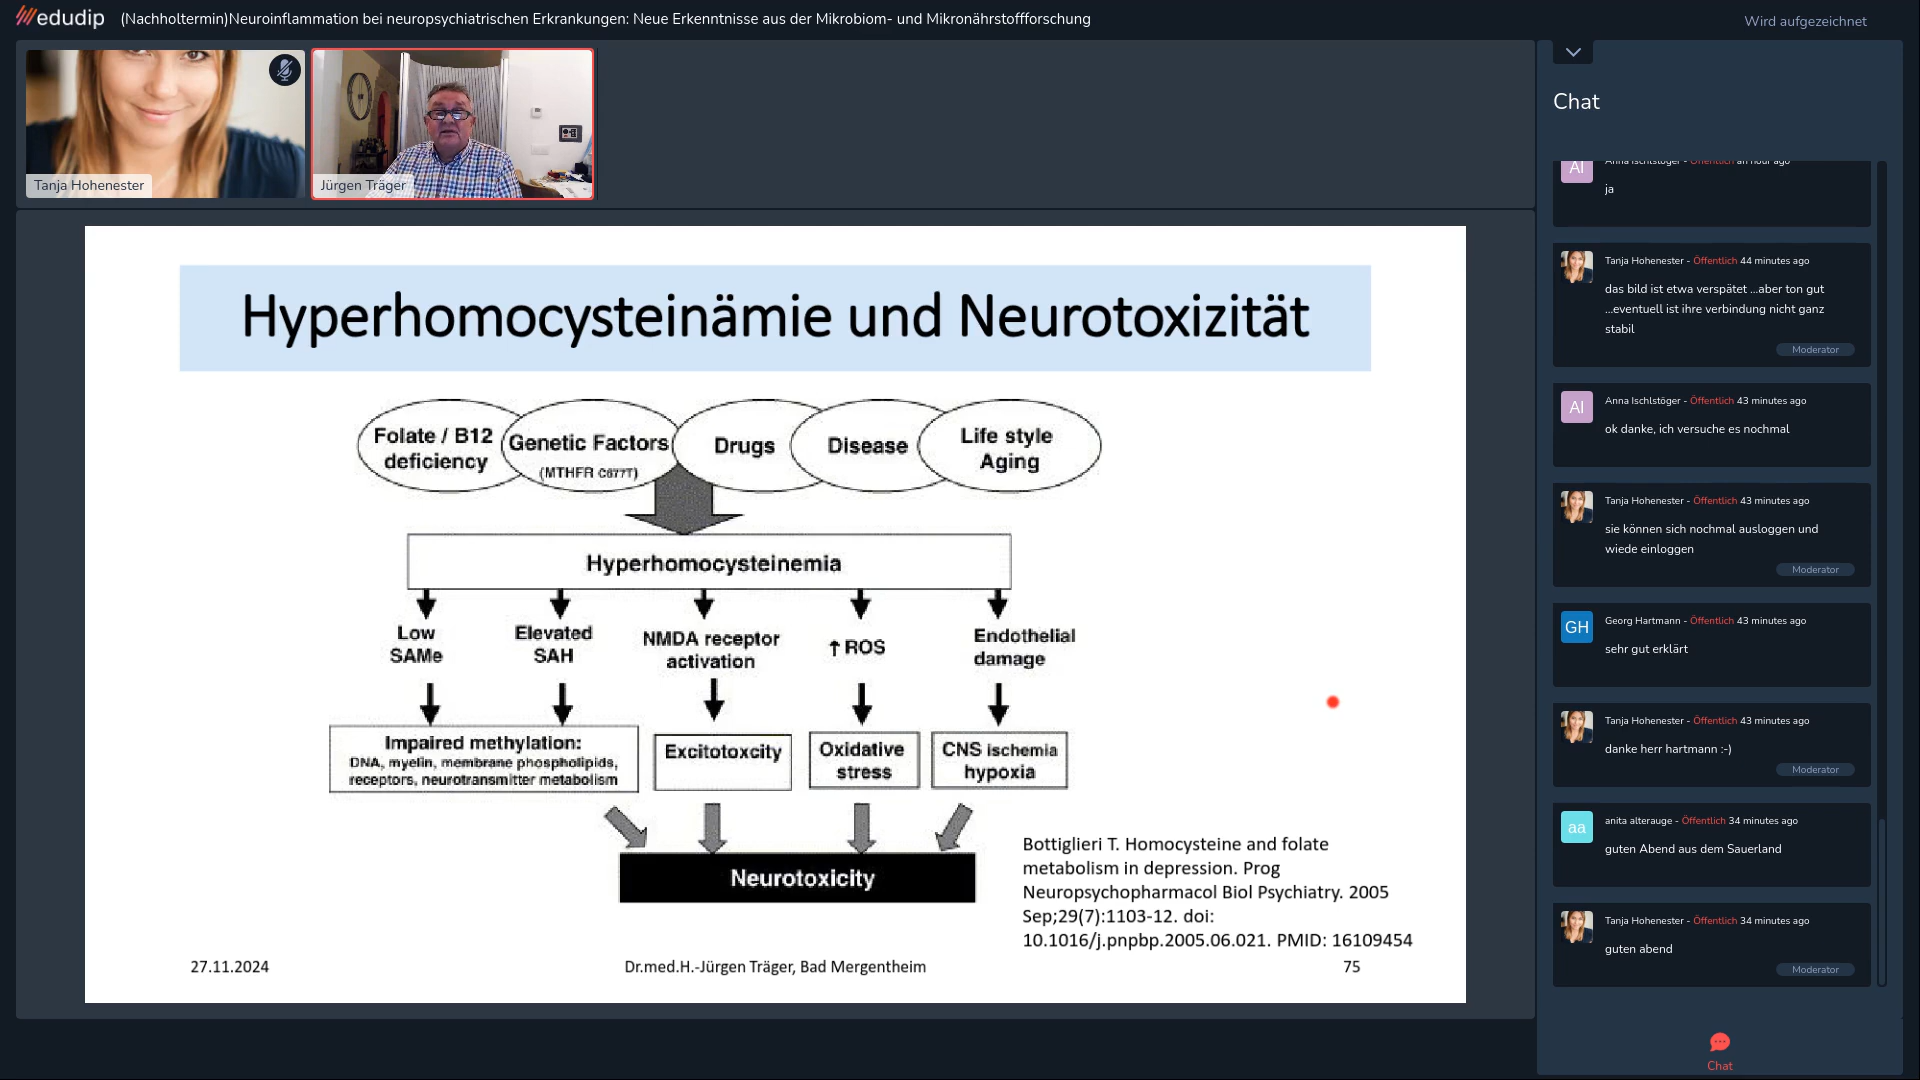 edudip
(Nachholtermin)Neuroinflammation bei neuropsychiatrischen Erkrankungen: Neue Erkenntnisse aus der Mikrobiom- und Mikronährstoffforschung
Wird aufgezeichnet
Tanja Hohenester
Jürgen Träger
Hyperhomocysteinämie und Neurotoxizität
Folate / B12
deficiency
Genetic Factors
(MTHFR C677T)
Drugs
Disease
Life style
Aging
Hyperhomocysteinemia
Low
SAMe
Elevated
SAH
NMDA receptor
activation
↑ ROS
Endothelial
damage
Impaired methylation:
DNA, myelin, membrane phospholipids,
receptors, neurotransmitter metabolism
Excitotoxcity
Oxidative
stress
CNS ischemia
hypoxia
Neurotoxicity
Bottiglieri T. Homocysteine and folate
metabolism in depression. Prog
Neuropsychopharmacol Biol Psychiatry. 2005
Sep;29(7):1103-12. doi:
10.1016/j.pnpbp.2005.06.021. PMID: 16109454
27.11.2024
Dr.med.H.-Jürgen Träger, Bad Mergentheim
75
Chat
AI
Anna Ischlstöger - Öffentlich an hour ago
ja
Tanja Hohenester - Öffentlich 44 minutes ago
das bild ist etwa verspätet ...aber ton gut
...eventuell ist ihre verbindung nicht ganz
stabil
Moderator
AI
Anna Ischlstöger - Öffentlich 43 minutes ago
ok danke, ich versuche es nochmal
Tanja Hohenester - Öffentlich 43 minutes ago
sie können sich nochmal ausloggen und
wiede einloggen
Moderator
GH
Georg Hartmann - Öffentlich 43 minutes ago
sehr gut erklärt
Tanja Hohenester - Öffentlich 43 minutes ago
danke herr hartmann :-)
Moderator
aa
anita alterauge - Öffentlich 34 minutes ago
guten Abend aus dem Sauerland
Tanja Hohenester - Öffentlich 34 minutes ago
guten abend
Moderator
Chat